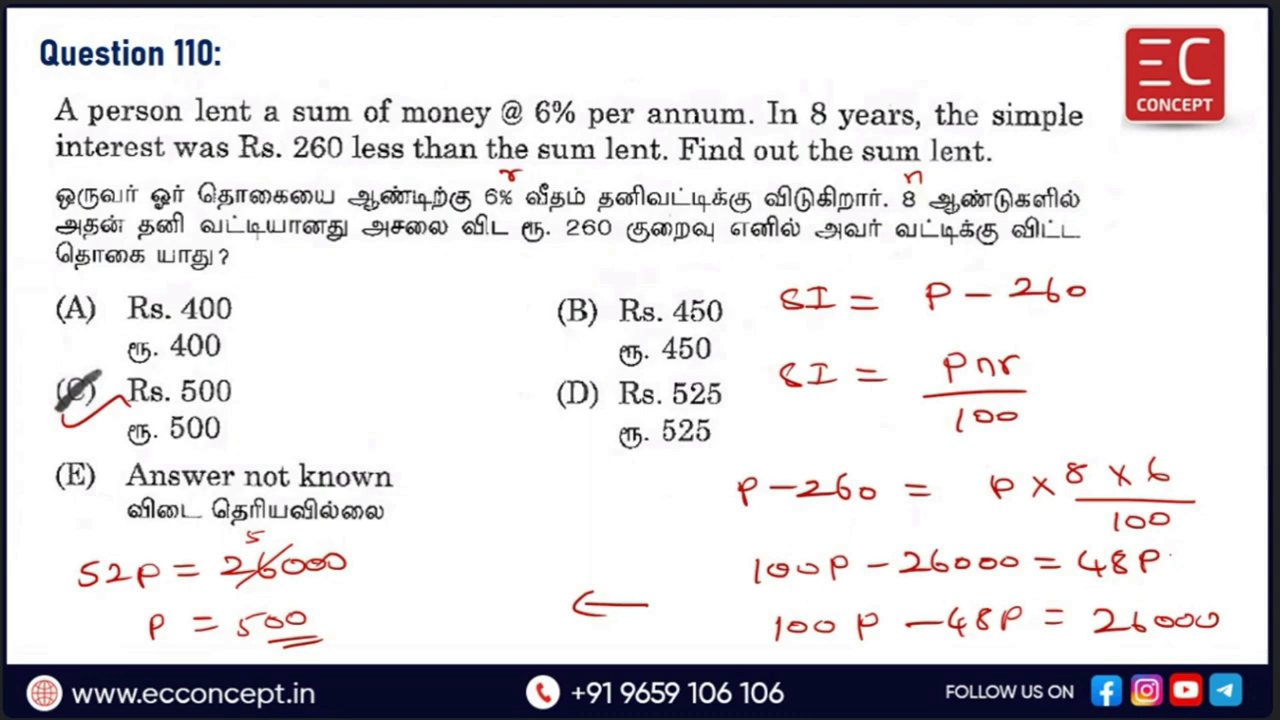 Question 110:
EC
CONCEPT
A person lent a sum of money @ 6% per annum. In 8 years, the simple
interest was Rs. 260 less than the sum lent. Find out the sum lent.
r n
ஒருவர் ஓர் தொகையை ஆண்டிற்கு 6% வீதம் தனிவட்டிக்கு விடுகிறார். 8 ஆண்டுகளில்
அதன் தனி வட்டியானது அசலை விட ரூ. 260 குறைவு எனில் அவர் வட்டிக்கு விட்ட
தொகை யாது?
(A) Rs. 400
ரூ. 400
(B) Rs. 450
ரூ. 450
(C) Rs. 500
ரூ. 500
(D) Rs. 525
ரூ. 525
(E) Answer not known
விடை தெரியவில்லை
SI = P - 260
SI = Pnr
100
P - 260 = P × 8 × 6
100
100P - 26000 = 48P
100P - 48P = 26000
←
5
52P = 26000
P = 500
www.ecconcept.in
+91 9659 106 106
FOLLOW US ON